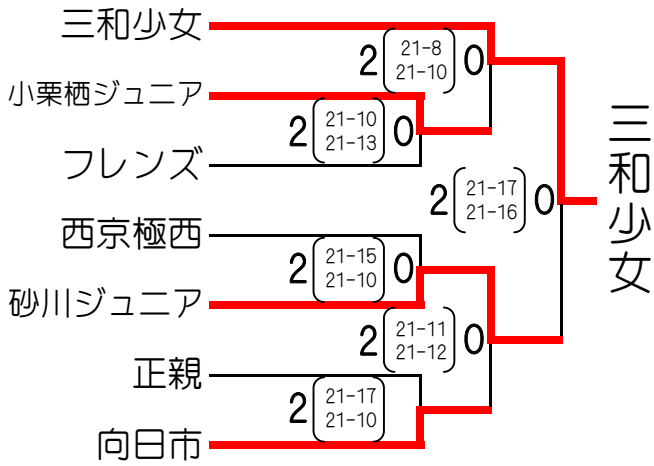 三和少女
小栗栖ジュニア
フレンズ
西京極西
砂川ジュニア
正親
向日市
2 21-8 0
21-10
2 21-10 0
21-13
2 21-17 0
21-16
2 21-15 0
21-10
2 21-11 0
21-12
2 21-17 0
21-10
三和少女